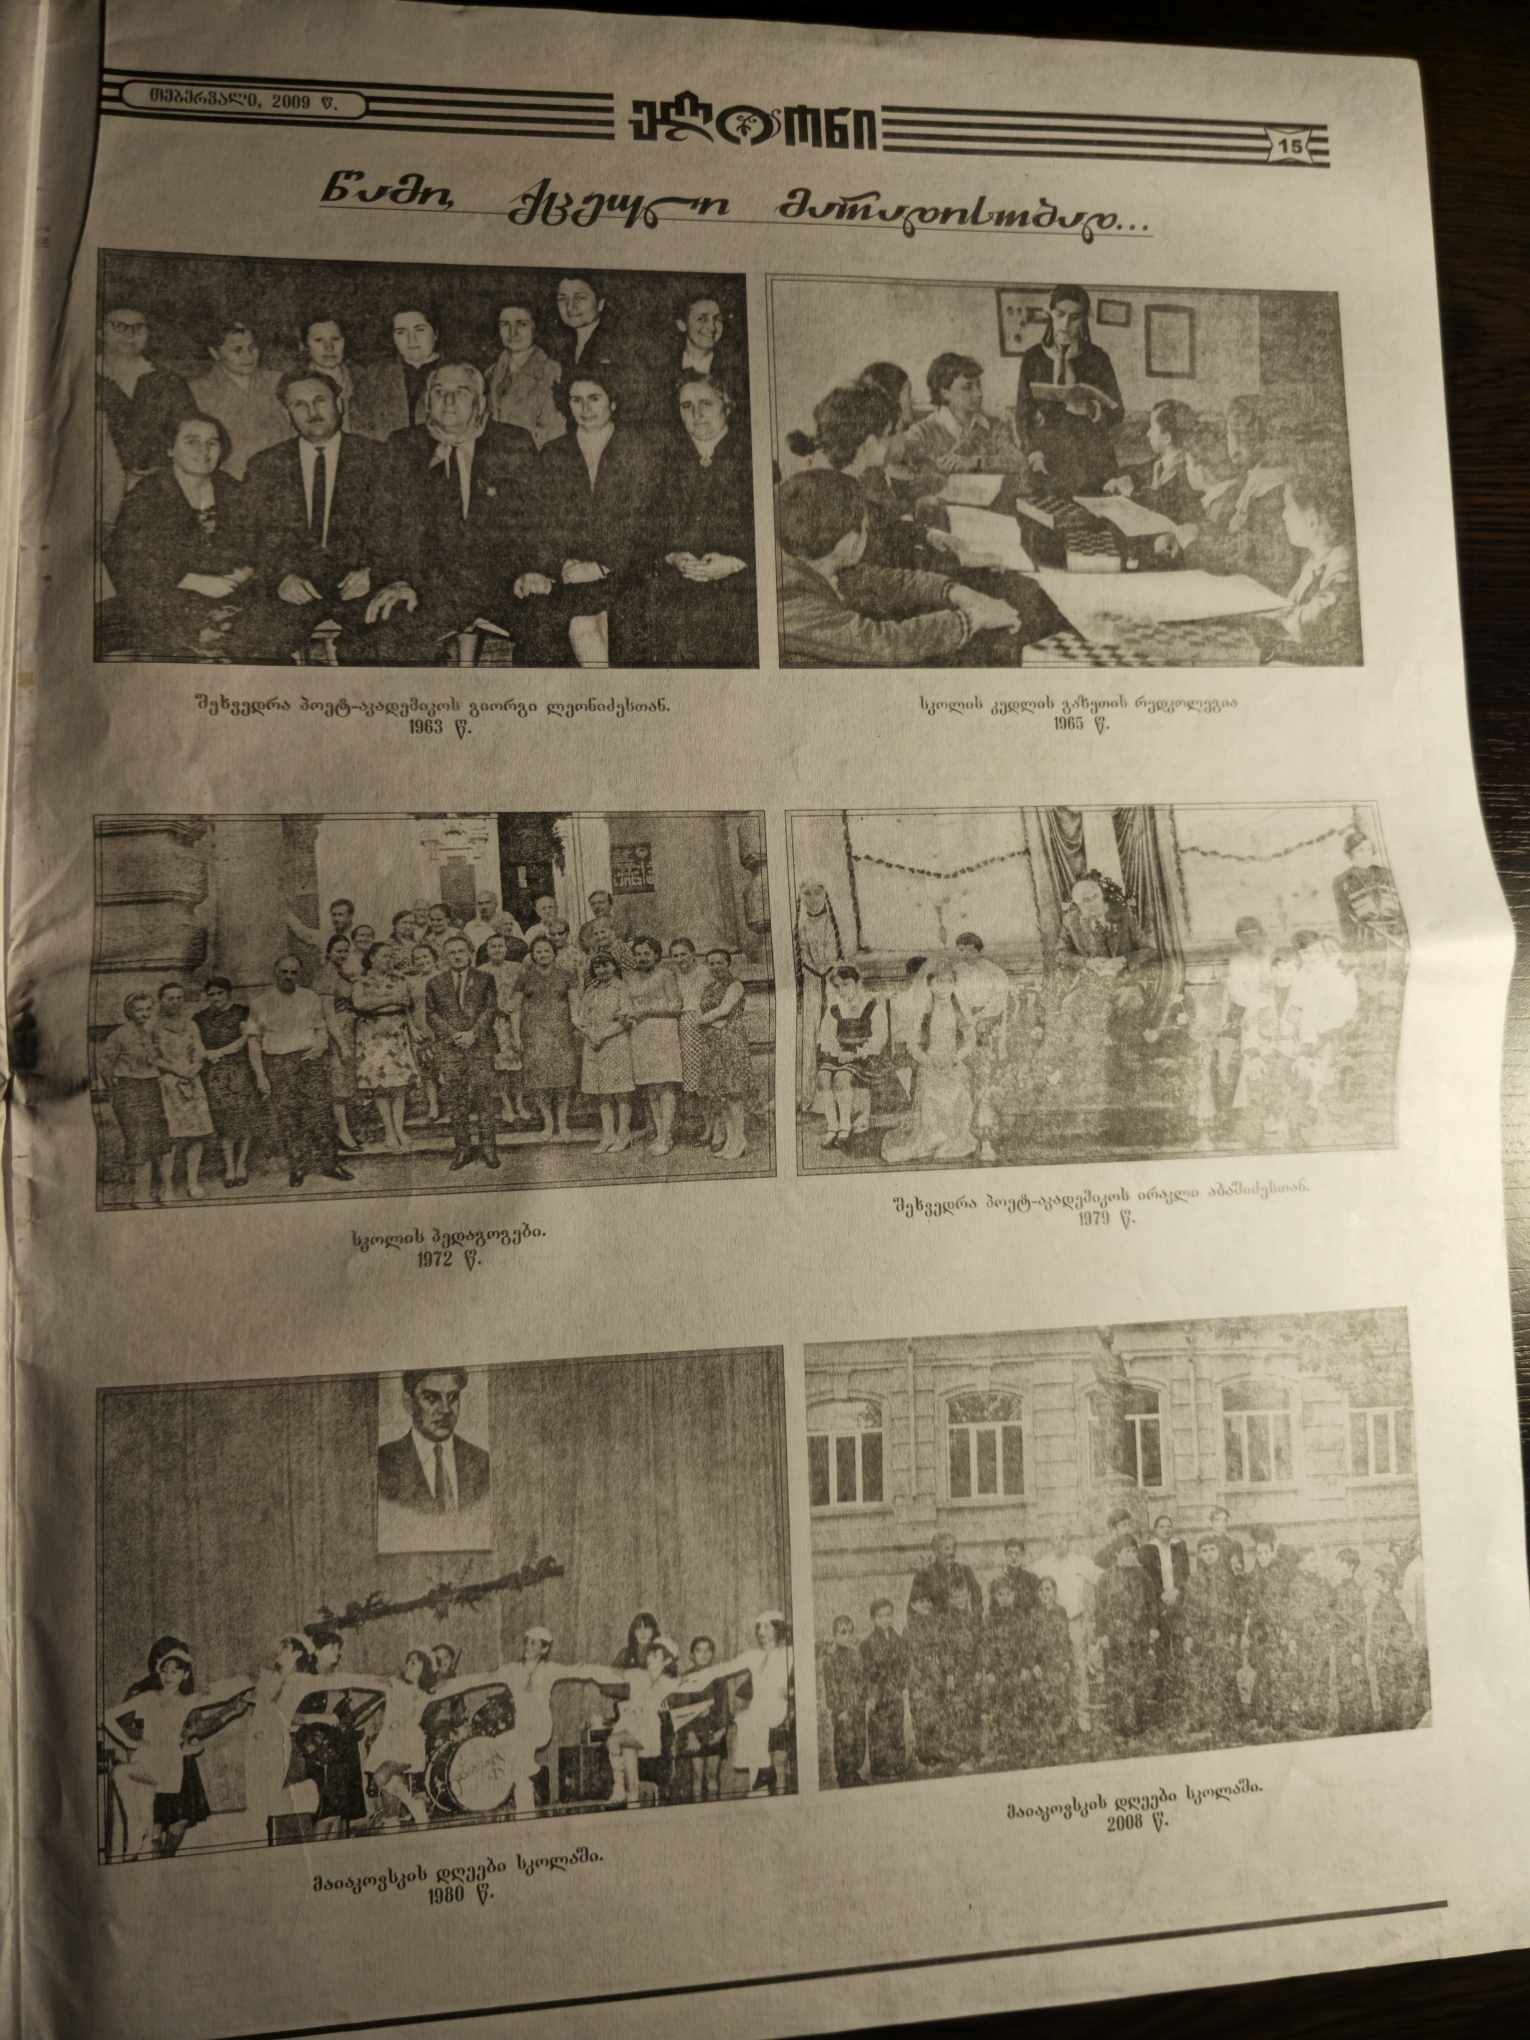 თებერვალი, 2009 წ.
15
წამი, ქცეული მარადისობად...
შეხვედრა პოეტ-აკადემიკოს გიორგი ლეონიძესთან.
1963 წ.
სკოლის კედლის გაზეთის რედკოლეგია
1965 წ.
სკოლის პედაგოგები.
1972 წ.
შეხვედრა პოეტ-აკადემიკოს ირაკლი აბაშიძესთან.
1979 წ.
მაიაკოვსკის დღეები სკოლაში.
1980 წ.
მაიაკოვსკის დღეები სკოლაში.
2008 წ.